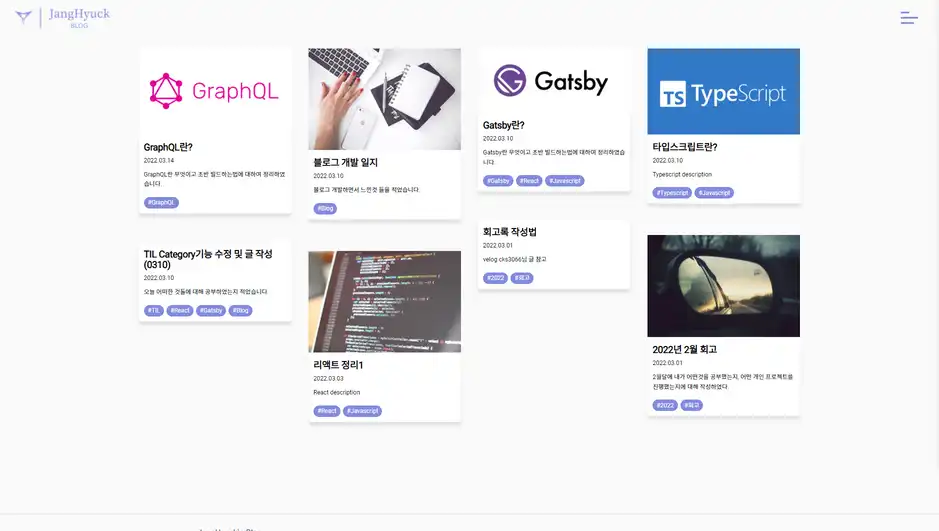 JangHyuck
BLOG
GraphQL
GraphQL란?
2022.03.14
GraphQL란 무엇이고 초반 빌드하는법에 대하여 정리하였
습니다.
#GraphQL
블로그 개발 일지
2022.03.10
블로그 개발하면서 느낀것 들을 적었습니다.
#Blog
Gatsby
Gatsby란?
2022.03.10
Gatsby란 무엇이고 초반 빌드하는법에 대하여 정리하였습
니다.
#Gatsby #React #Javascript
TS TypeScript
타입스크립트란?
2022.03.10
Typescript description
#Typescript #Javascript
TIL Category기능 수정 및 글 작성
(0310)
2022.03.10
오늘 어떠한 것들에 대해 공부하였는지 적었습니다.
#TIL #React #Gatsby #Blog
리액트 정리1
2022.03.03
React description
#React #Javascript
회고록 작성법
2022.03.01
velog cks3066님 글 참고
#2022 #회고
2022년 2월 회고
2022.03.01
2월달에 내가 어떤것을 공부했는지, 어떤 개인 프로젝트를
진행했는지에 대해 작성하였다.
#2022 #회고